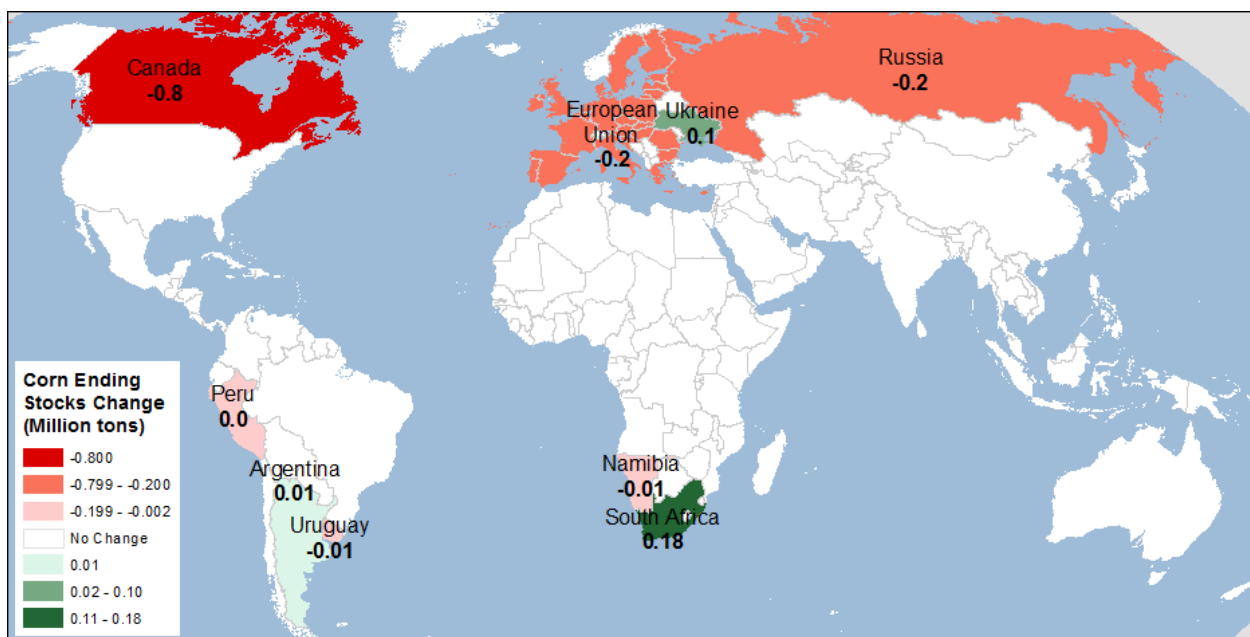 Canada
-0.8
Russia
-0.2
European
Union
-0.2
Ukraine
0.1
Peru
0.0
Argentina
0.01
Uruguay
-0.01
Namibia
-0.01
South Africa
0.18
Corn Ending
Stocks Change
(Million tons)
-0.800
-0.799 - -0.200
-0.199 - -0.002
No Change
0.01
0.02 - 0.10
0.11 - 0.18